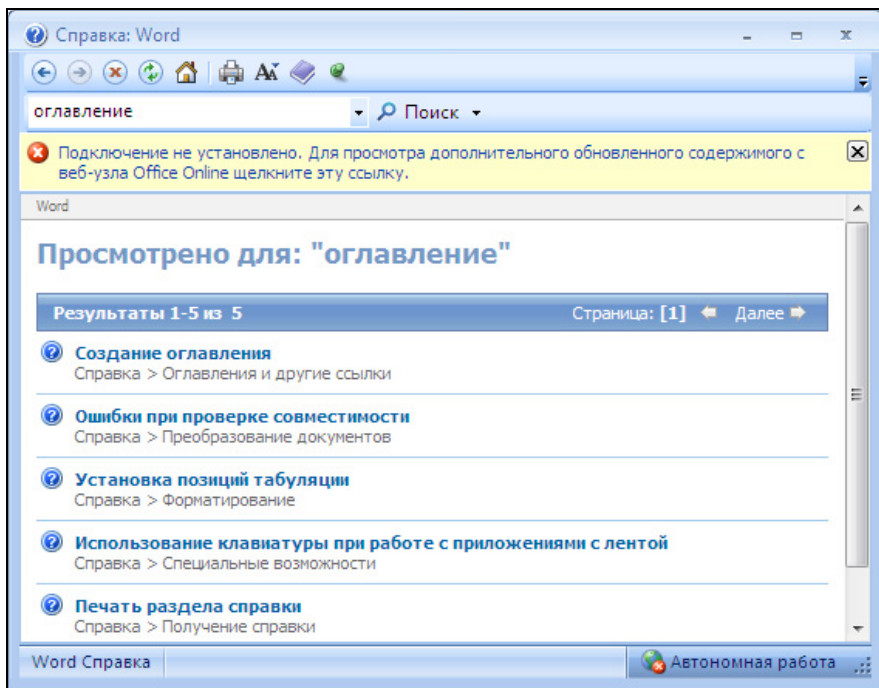 Справка: Word
оглавление
Поиск
Подключение не установлено. Для просмотра дополнительного обновленного содержимого с
веб-узла Office Online щелкните эту ссылку.
Word
Просмотрено для: "оглавление"
Результаты 1-5 из 5 Страница: [1] Далее
Создание оглавления
Справка > Оглавления и другие ссылки
Ошибки при проверке совместимости
Справка > Преобразование документов
Установка позиций табуляции
Справка > Форматирование
Использование клавиатуры при работе с приложениями с лентой
Справка > Специальные возможности
Печать раздела справки
Справка > Получение справки
Word Справка Автономная работа